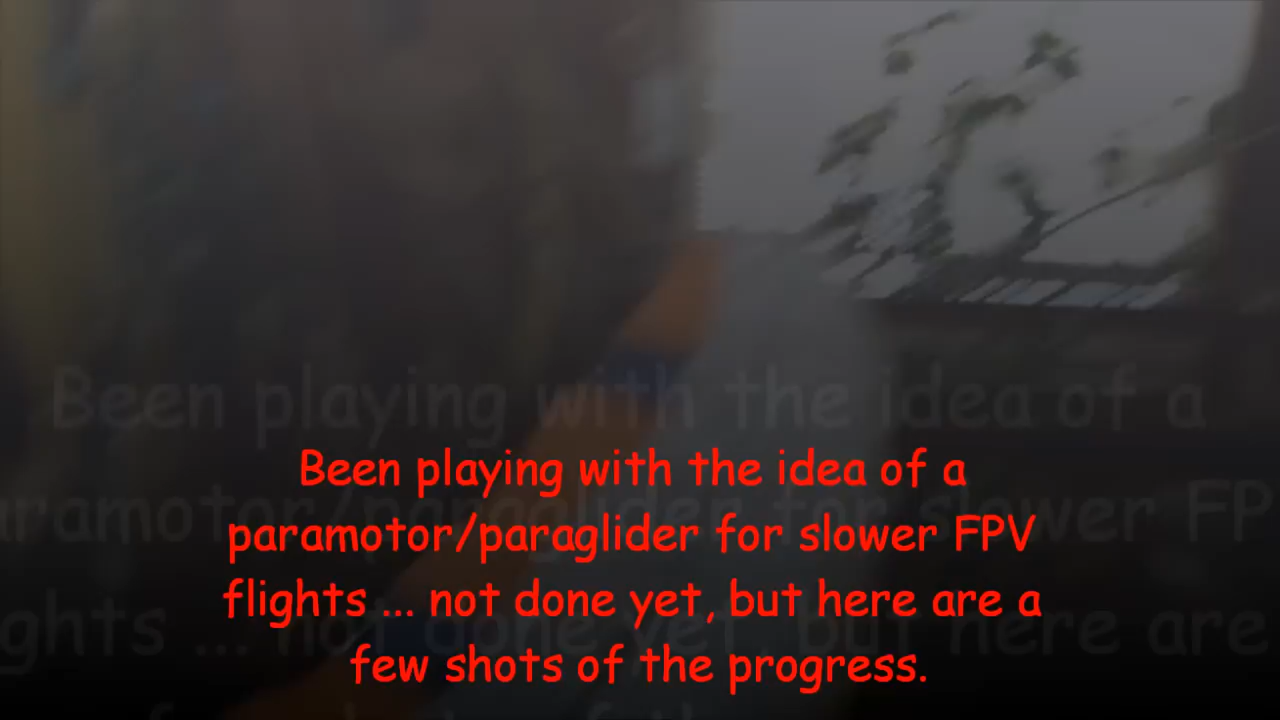 Been playing with the idea of a
paramotor/paraglider for slower FPV
flights ... not done yet, but here are a
few shots of the progress.